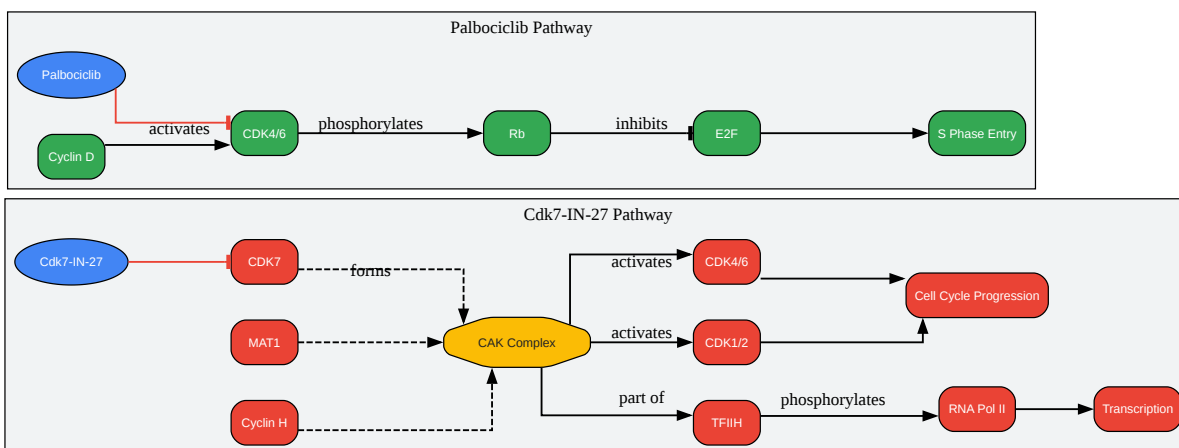 Palbociclib Pathway
Palbociclib
activates
CDK4/6
phosphorylates
Rb
inhibits
E2F
S Phase Entry
Cyclin D
Cdk7-IN-27 Pathway
Cdk7-IN-27
CDK7
forms
activates
CDK4/6
Cell Cycle Progression
MAT1
CAK Complex
activates
CDK1/2
Cyclin H
part of
TFIIH
phosphorylates
RNA Pol II
Transcription